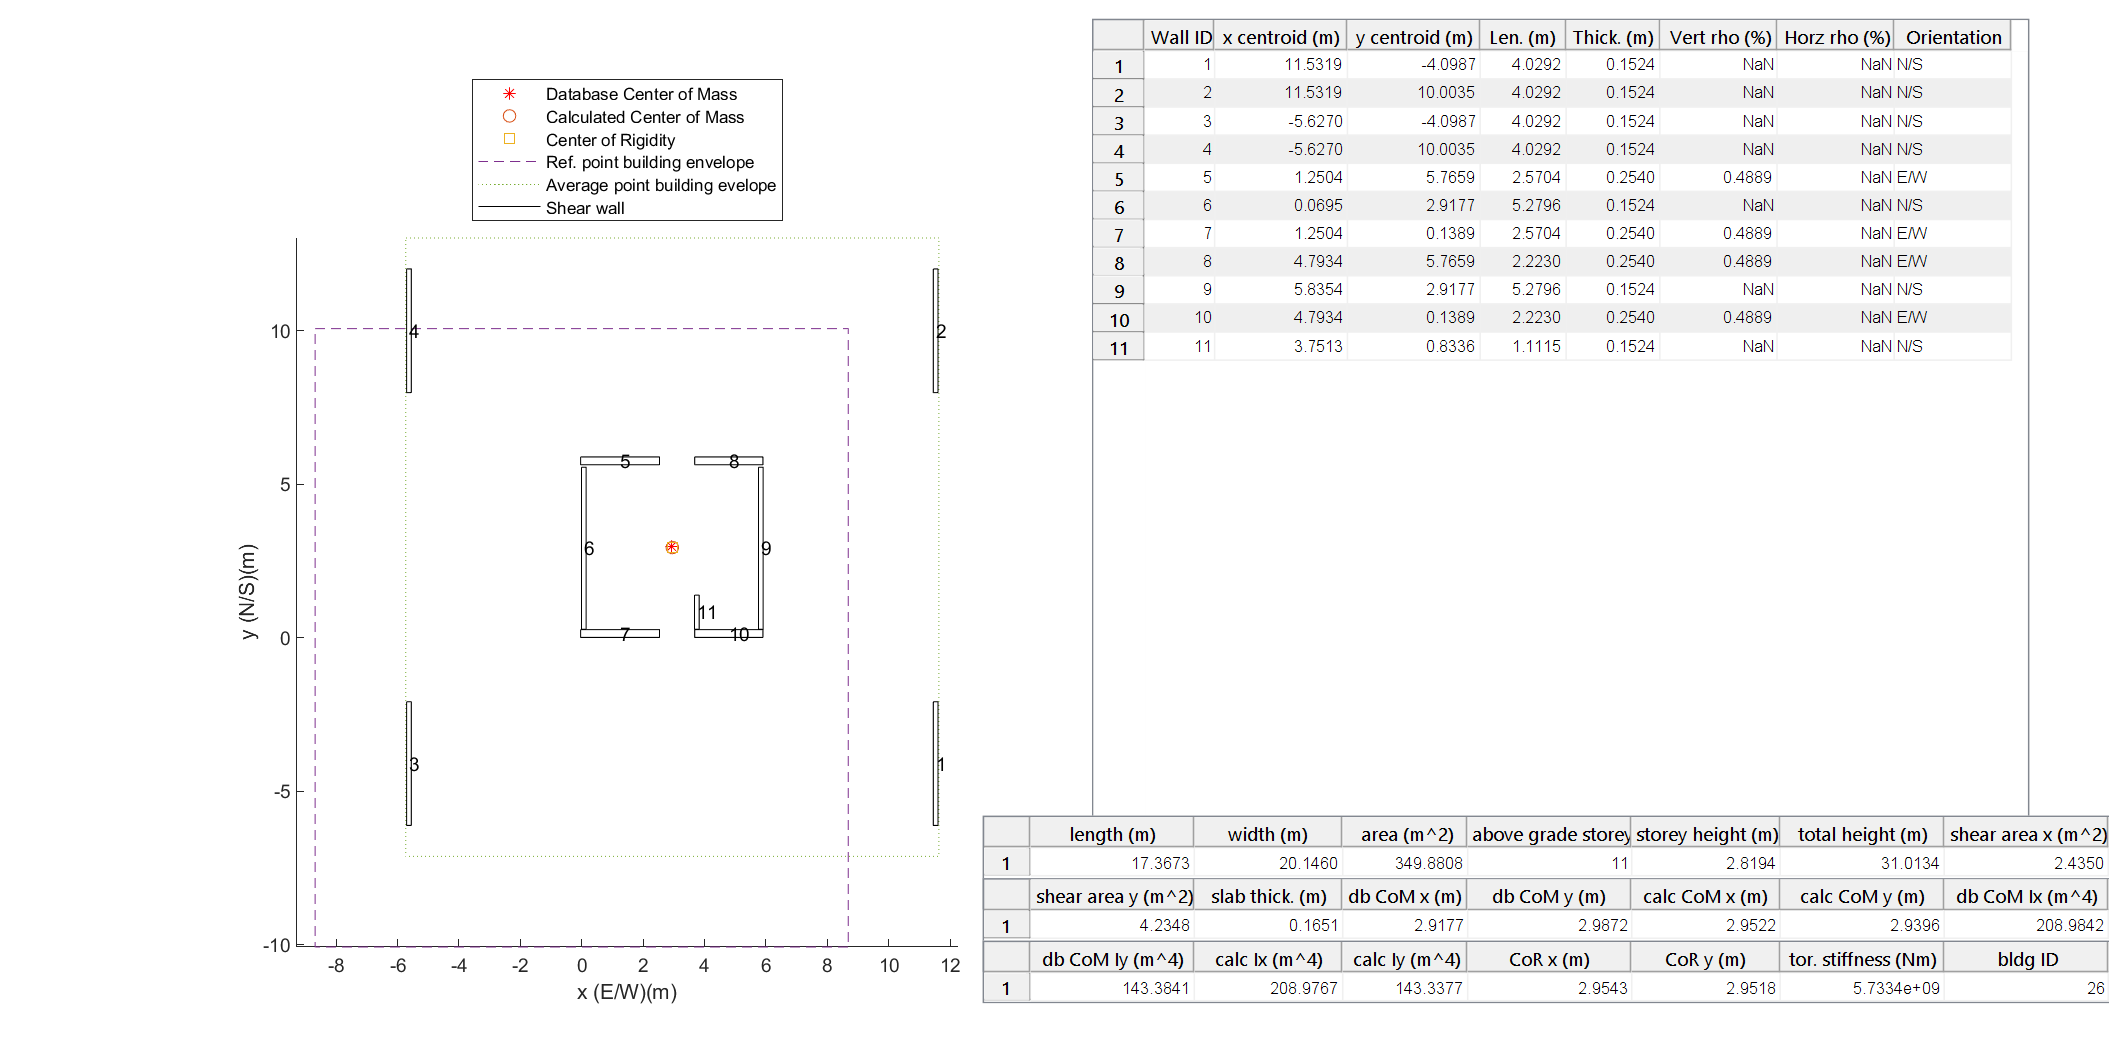 Database Center of Mass
Calculated Center of Mass
Center of Rigidity
Ref. point building envelope
Average point building evelope
Shear wall
y (N/S)(m)
10
5
0
-5
-10
4
2
5
8
6
9
11
7
10
3
1
-8 -6 -4 -2 0 2 4 6 8 10 12
x (E/W)(m)
Wall ID x centroid (m) y centroid (m) Len. (m) Thick. (m) Vert rho (%) Horz rho (%) Orientation
1 1 11.5319 -4.0987 4.0292 0.1524 NaN NaN N/S
2 2 11.5319 10.0035 4.0292 0.1524 NaN NaN N/S
3 3 -5.6270 -4.0987 4.0292 0.1524 NaN NaN N/S
4 4 -5.6270 10.0035 4.0292 0.1524 NaN NaN N/S
5 5 1.2504 5.7659 2.5704 0.2540 0.4889 NaN E/W
6 6 0.0695 2.9177 5.2796 0.1524 NaN NaN N/S
7 7 1.2504 0.1389 2.5704 0.2540 0.4889 NaN E/W
8 8 4.7934 5.7659 2.2230 0.2540 0.4889 NaN E/W
9 9 5.8354 2.9177 5.2796 0.1524 NaN NaN N/S
10 10 4.7934 0.1389 2.2230 0.2540 0.4889 NaN E/W
11 11 3.7513 0.8336 1.1115 0.1524 NaN NaN N/S
length (m) width (m) area (m^2) above grade storey storey height (m) total height (m) shear area x (m^2)
1 17.3673 20.1460 349.8808 11 2.8194 31.0134 2.4350
shear area y (m^2) slab thick. (m) db CoM x (m) db CoM y (m) calc CoM x (m) calc CoM y (m) db CoM Ix (m^4)
1 4.2348 0.1651 2.9177 2.9872 2.9522 2.9396 208.9842
db CoM Iy (m^4) calc Ix (m^4) calc Iy (m^4) CoR x (m) CoR y (m) tor. stiffness (Nm) bldg ID
1 143.3841 208.9767 143.3377 2.9543 2.9518 5.7334e+09 26